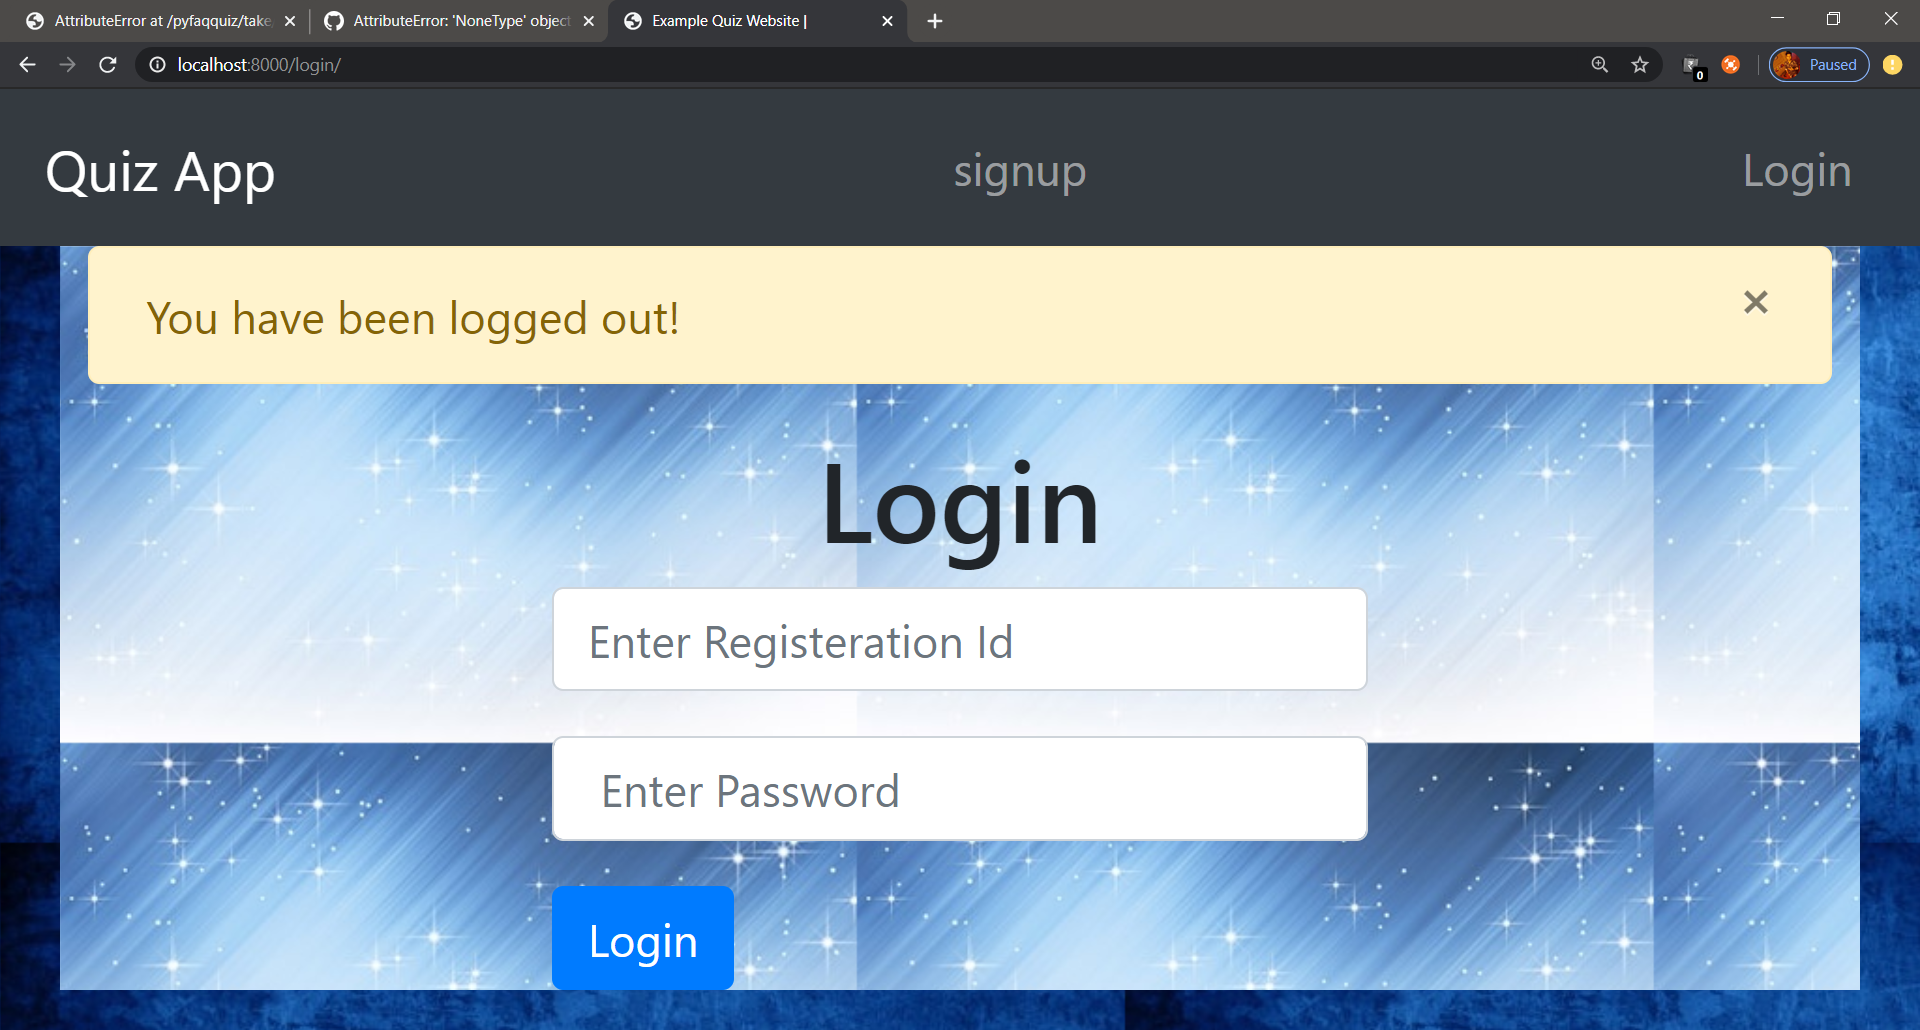 AttributeError at /pyfaqquiz/take
AttributeError: 'NoneType' object
Example Quiz Website |
localhost:8000/login/
0
Paused
Quiz App
signup
Login
You have been logged out!
×
Login
Enter Registeration Id
Enter Password
Login